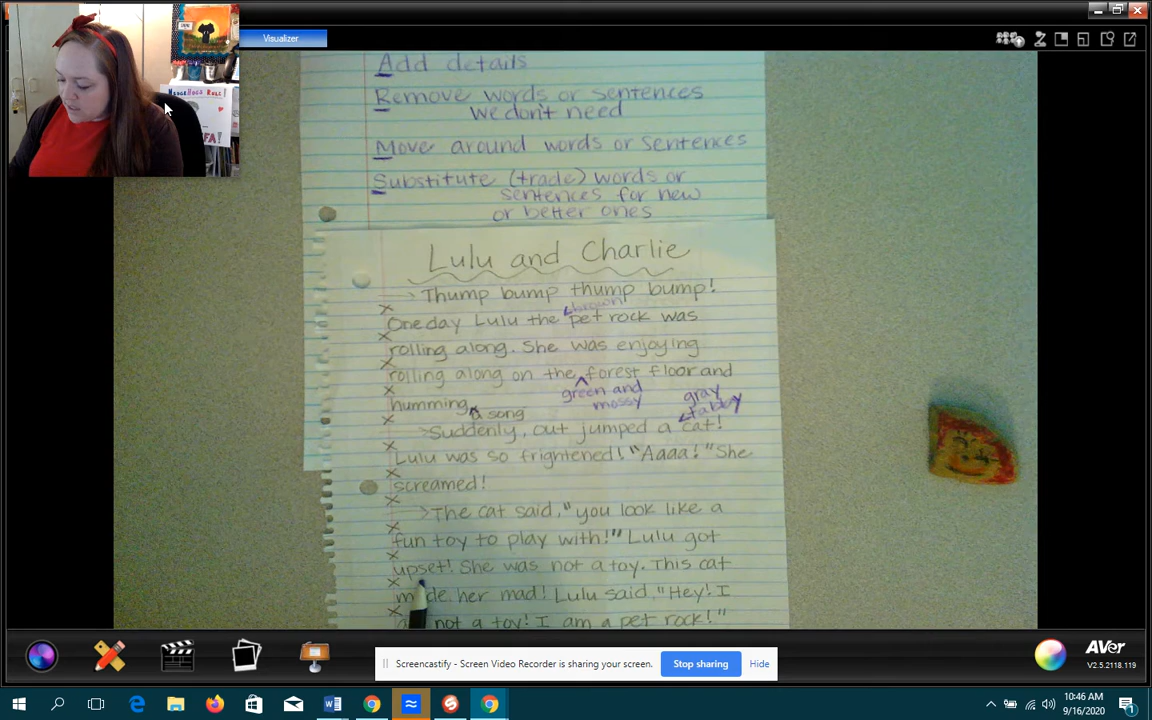 Visualizer
Add details
Remove words or sentences
we don't need
Move around words or sentences
Substitute (trade) words or
sentences for new
or better ones
Lulu and Charlie
Thump bump thump bump!
brown
One day Lulu the pet rock was
rolling along. She was enjoying
rolling along on the forest floor and
green and
mossy
gray
tabby
humming
a song
Suddenly, out jumped a cat!
Lulu was so frightened! "Aaaa!" She
screamed!
The cat said, "you look like a
fun toy to play with!" Lulu got
upset! She was not a toy. This cat
made her mad! Lulu said, "Hey! I
not a toy! I am a pet rock!"
Screencastify - Screen Video Recorder is sharing your screen.
Stop sharing
Hide
AVer
V2.5.2118.119
10:46 AM
9/16/2020
1